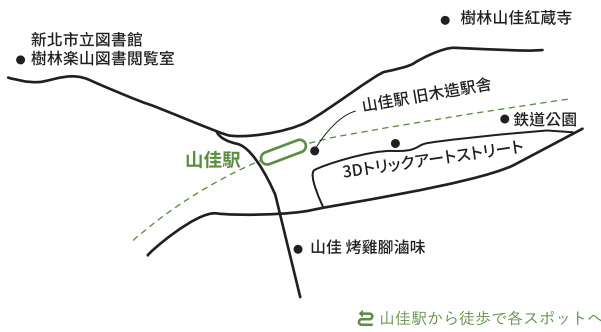 樹林山佳紅蔵寺
新北市立図書館
樹林楽山図書閲覧室
山佳駅 旧木造駅舎
鉄道公園
山佳駅
3Dトリックアートストリート
山佳 烤雞腳滷味
山佳駅から徒歩で各スポットへ